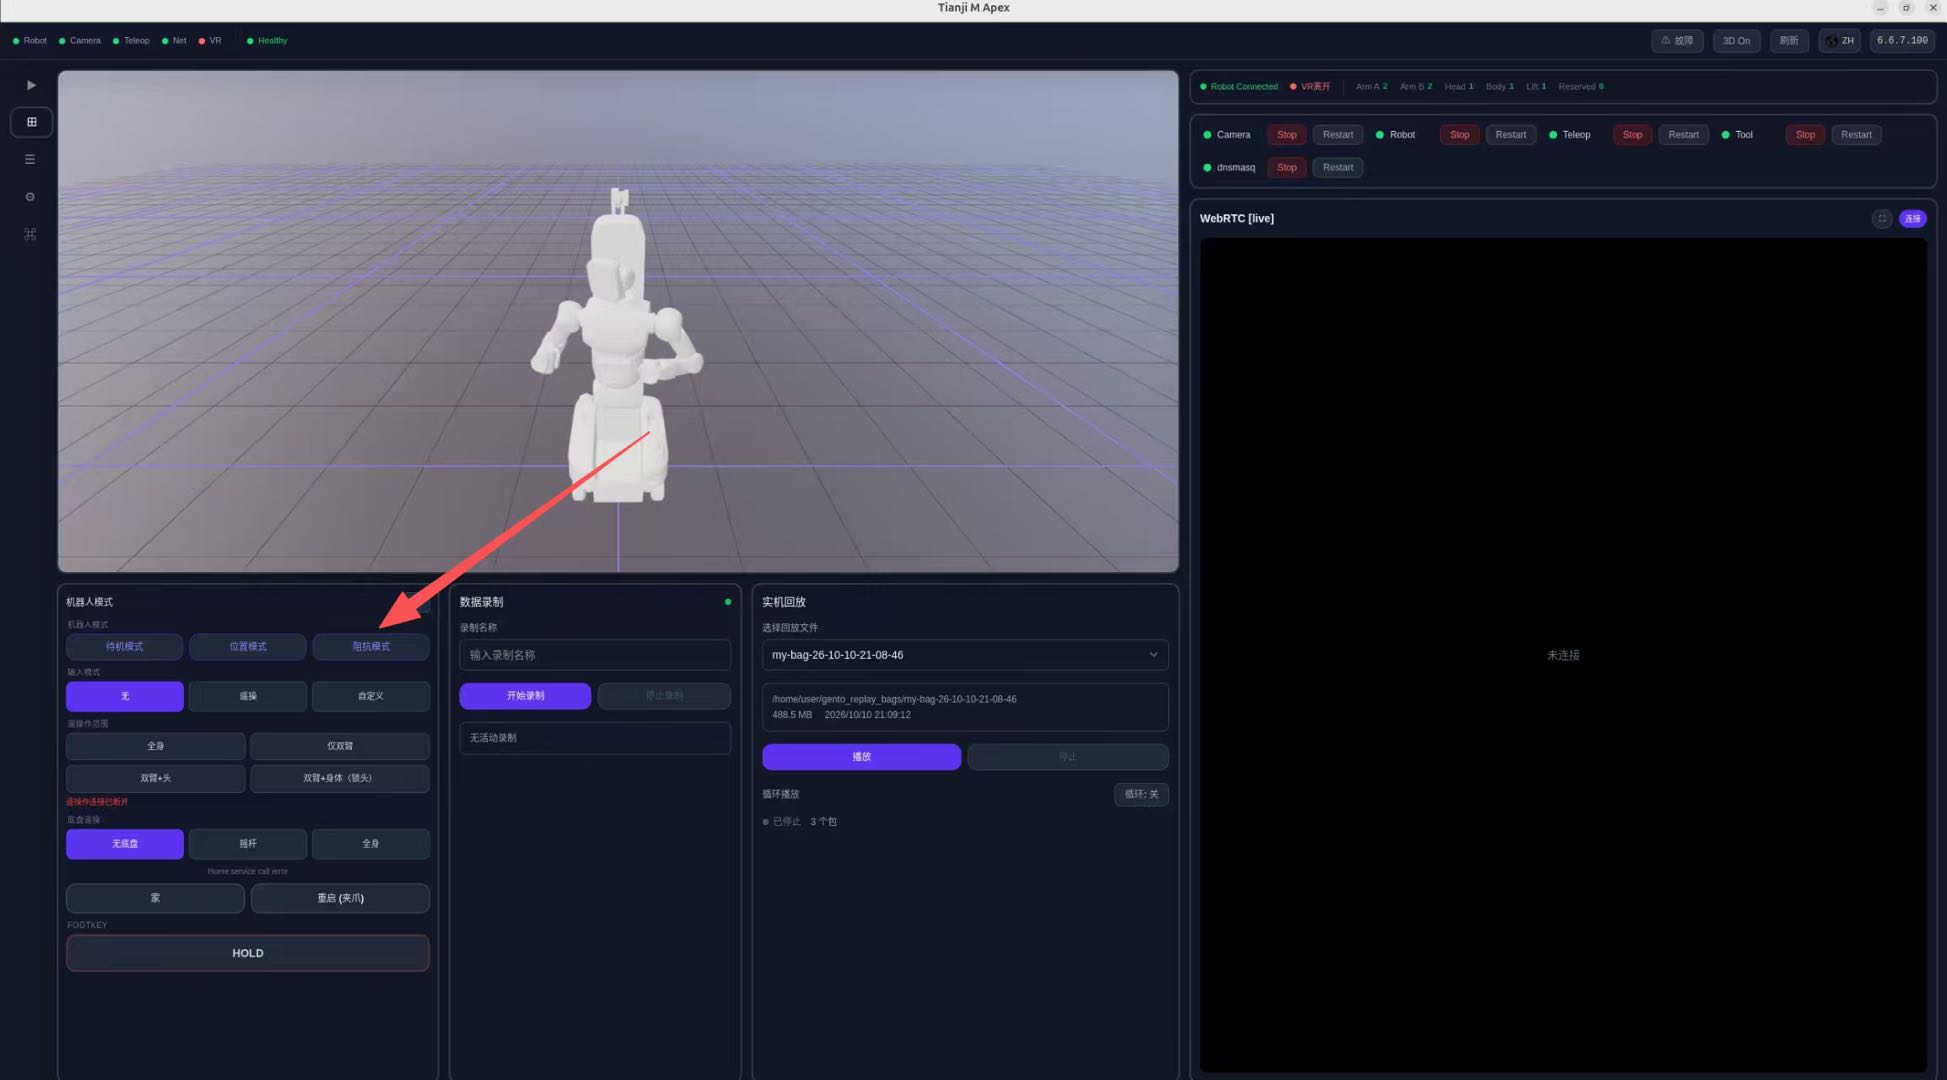 Tianji M Apex
Robot Camera Teleop Net VR Healthy
故障 3D On 刷新 ZH 6.6.7.100
Robot Connected VR离开 Arm A 2 Arm B 2 Head 1 Body 1 Lift 1 Reserved 0
Camera Stop Restart Robot Stop Restart Teleop Stop Restart Tool Stop Restart
dnsmasq Stop Restart
WebRTC [live] 连接
未连接
机器人模式
机器人模式
待机模式 位置模式 阻抗模式
输入模式
无 遥操 自定义
遥操作范围
全身 仅双臂
双臂+头 双臂+身体（锁头）
遥操作连接已断开
底盘遥操
无底盘 摇杆 全身
Home service call error
家 重启 (夹爪)
FOOTKEY
HOLD
数据录制
录制名称
输入录制名称
开始录制 停止录制
无活动录制
实机回放
选择回放文件
my-bag-26-10-10-21-08-46
/home/user/gento_replay_bags/my-bag-26-10-10-21-08-46
488.5 MB 2026/10/10 21:09:12
播放 停止
循环播放 循环: 关
已停止 3 个包